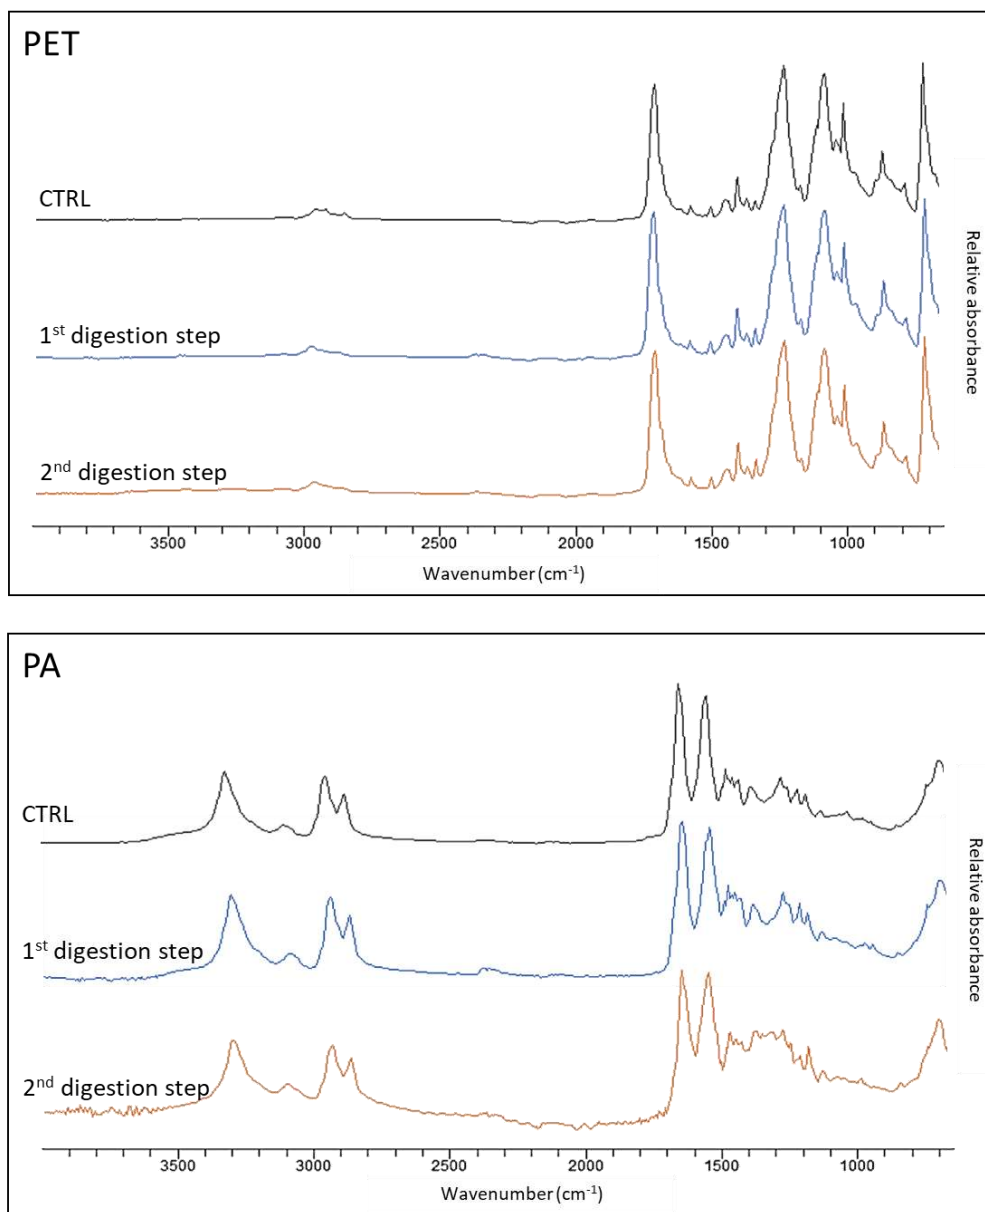 PET
CTRL
1st digestion step
2nd digestion step
Relative absorbance
3500 3000 2500 2000 1500 1000
Wavenumber (cm-1)
PA
CTRL
1st digestion step
2nd digestion step
Relative absorbance
3500 3000 2500 2000 1500 1000
Wavenumber (cm-1)